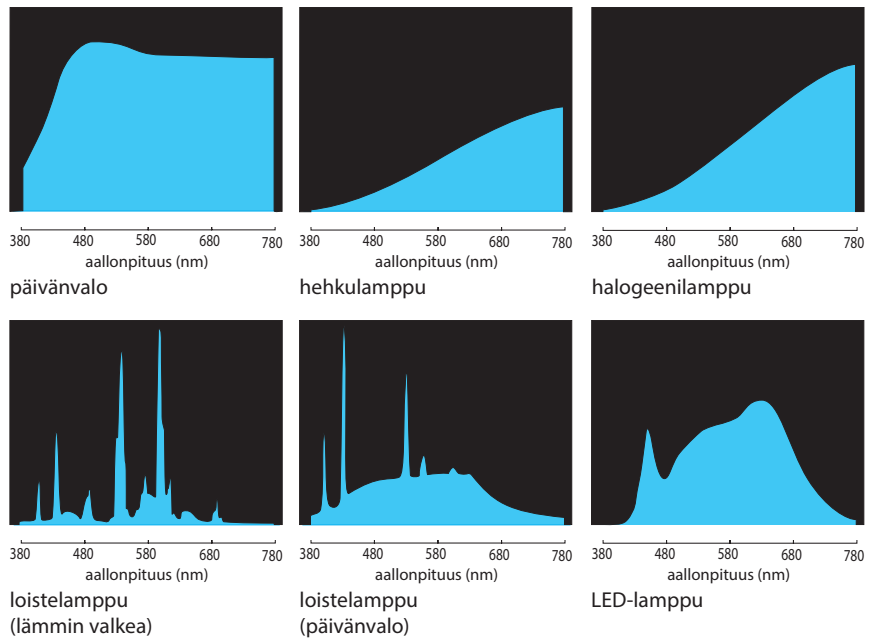 380 480 580 680 780
aallonpituus (nm)
päivänvalo
380 480 580 680 780
aallonpituus (nm)
hehkulamppu
380 480 580 680 780
aallonpituus (nm)
halogeenilamppu
380 480 580 680 780
aallonpituus (nm)
loistelamppu
(lämmin valkea)
380 480 580 680 780
aallonpituus (nm)
loistelamppu
(päivänvalo)
380 480 580 680 780
aallonpituus (nm)
LED-lamppu